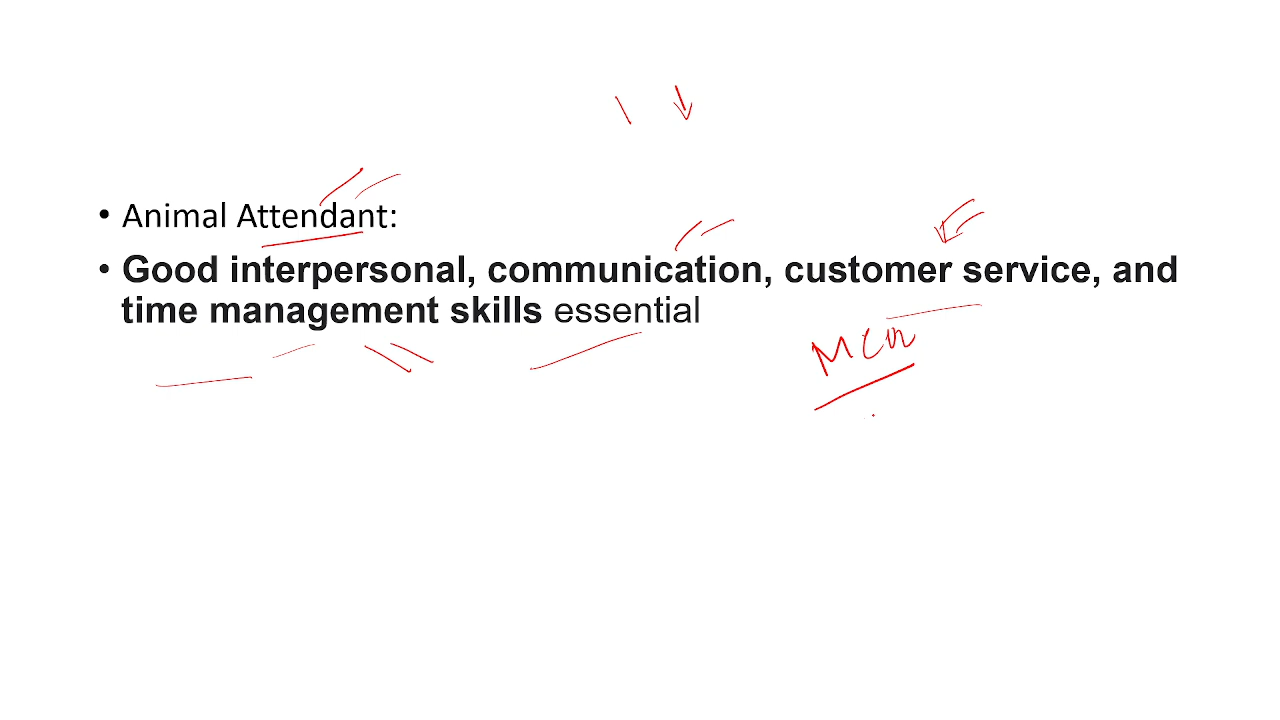 • Animal Attendant:
• Good interpersonal, communication, customer service, and
time management skills essential